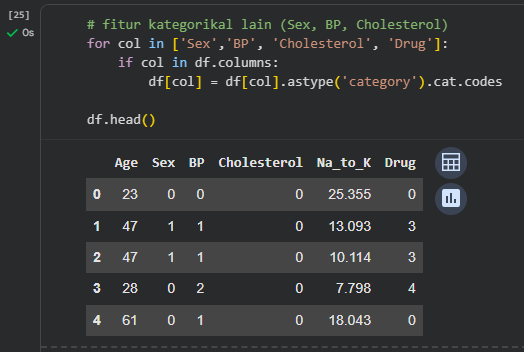 [25]
0s
# fitur kategorikal lain (Sex, BP, Cholesterol)
for col in ['Sex','BP', 'Cholesterol', 'Drug']:
    if col in df.columns:
        df[col] = df[col].astype('category').cat.codes
df.head()
Age Sex BP Cholesterol Na_to_K Drug
0 23 0 0 0 25.355 0
1 47 1 1 0 13.093 3
2 47 1 1 0 10.114 3
3 28 0 2 0 7.798 4
4 61 0 1 0 18.043 0